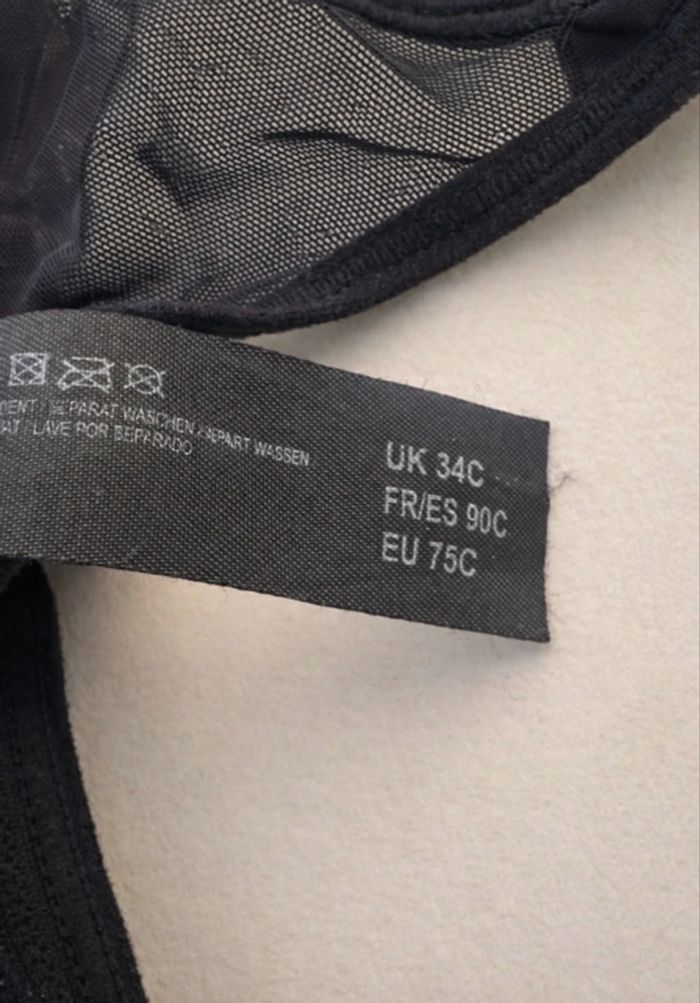 SEPARAT WASCHEN / APART WASSEN
LAVE POR SEPARADO
UK 34C
FR/ES 90C
EU 75C